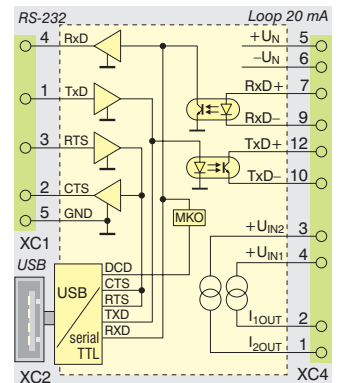 RS-232 Loop 20 mA
4 RxD +UN 5
−UN 6
1 TxD RxD+ 7
3 RTS RxD− 9
TxD+ 12
2 CTS TxD− 10
5 GND
XC1 MKO
USB +UIN2 3
+UIN1 4
DCD
USB CTS
RTS
TXD I1OUT 2
serial RXD
TTL I2OUT 1
XC2 XC4